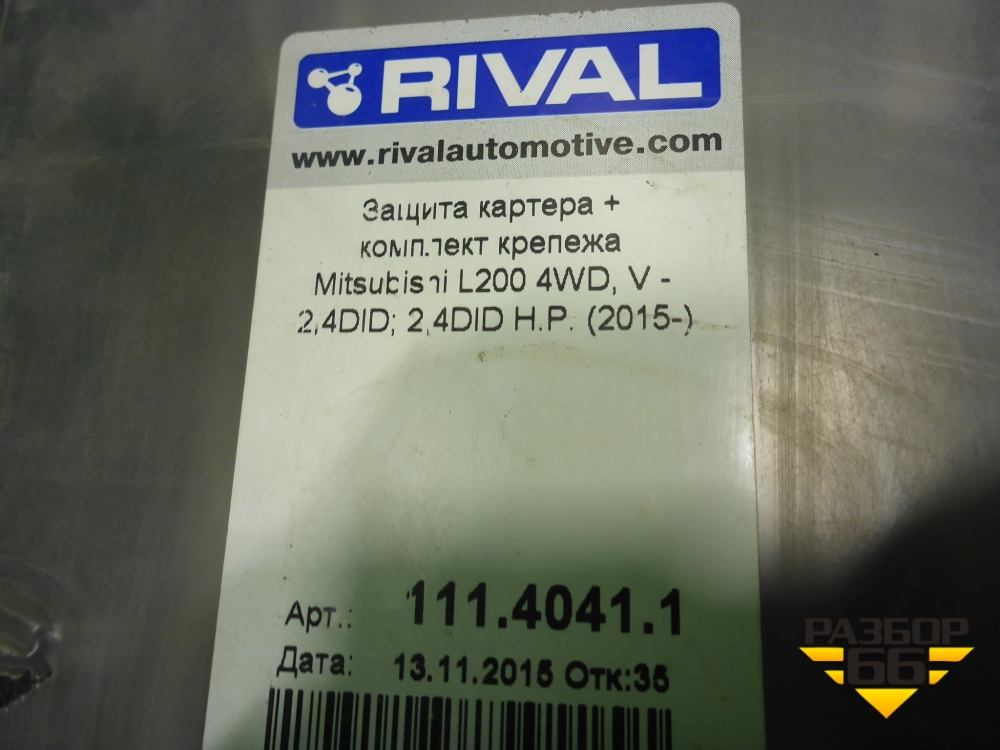 RIVAL
www.rivalautomotive.com
Защита картера +
комплект крепежа
Mitsubishi L200 4WD, V -
2,4DID; 2,4DID H.P. (2015-)
Арт.: 111.4041.1
Дата: 13.11.2015 Отк:35
РАЗБОР
66